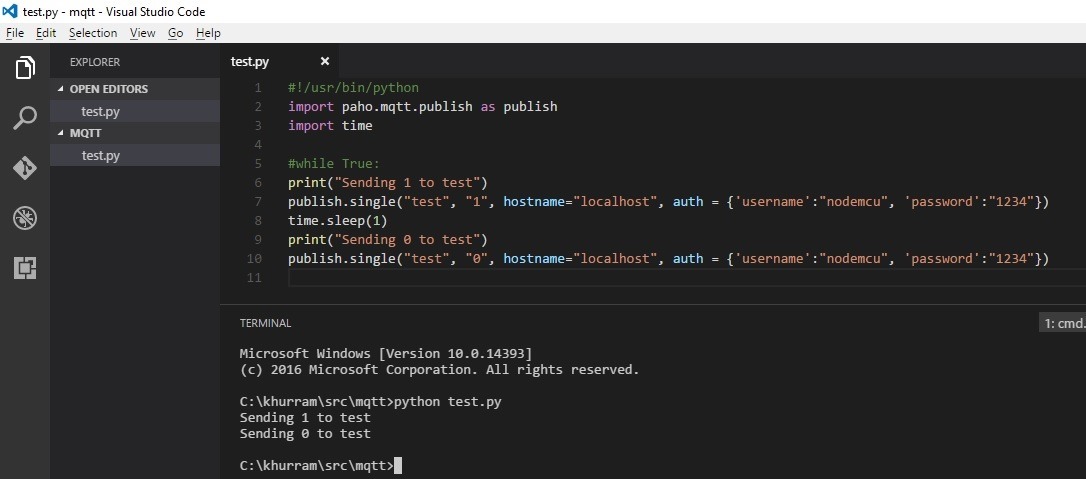 test.py - mqtt - Visual Studio Code
File Edit Selection View Go Help
EXPLORER
OPEN EDITORS
test.py
MQTT
test.py
test.py ×
1 #!/usr/bin/python
2 import paho.mqtt.publish as publish
3 import time
4
5 #while True:
6 print("Sending 1 to test")
7 publish.single("test", "1", hostname="localhost", auth = {'username':"nodemcu", 'password':"1234"})
8 time.sleep(1)
9 print("Sending 0 to test")
10 publish.single("test", "0", hostname="localhost", auth = {'username':"nodemcu", 'password':"1234"})
11
TERMINAL
1: cmd.
Microsoft Windows [Version 10.0.14393]
(c) 2016 Microsoft Corporation. All rights reserved.
C:\khurram\src\mqtt>python test.py
Sending 1 to test
Sending 0 to test
C:\khurram\src\mqtt>